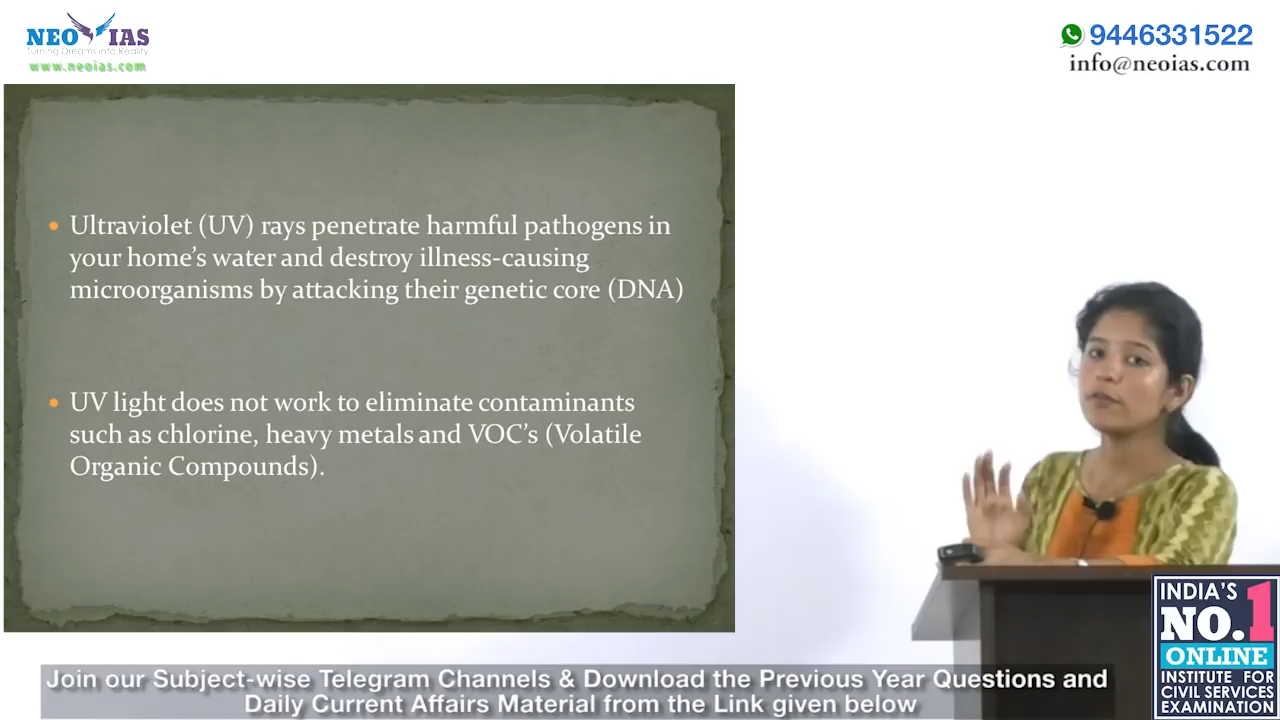 NEO IAS
Turning Dreams into Reality
www.neoias.com
9446331522
info@neoias.com
• Ultraviolet (UV) rays penetrate harmful pathogens in
your home's water and destroy illness-causing
microorganisms by attacking their genetic core (DNA)
• UV light does not work to eliminate contaminants
such as chlorine, heavy metals and VOC's (Volatile
Organic Compounds).
INDIA'S
NO.1
ONLINE
INSTITUTE FOR
CIVIL SERVICES
EXAMINATION
Join our Subject-wise Telegram Channels & Download the Previous Year Questions and
Daily Current Affairs Material from the Link given below